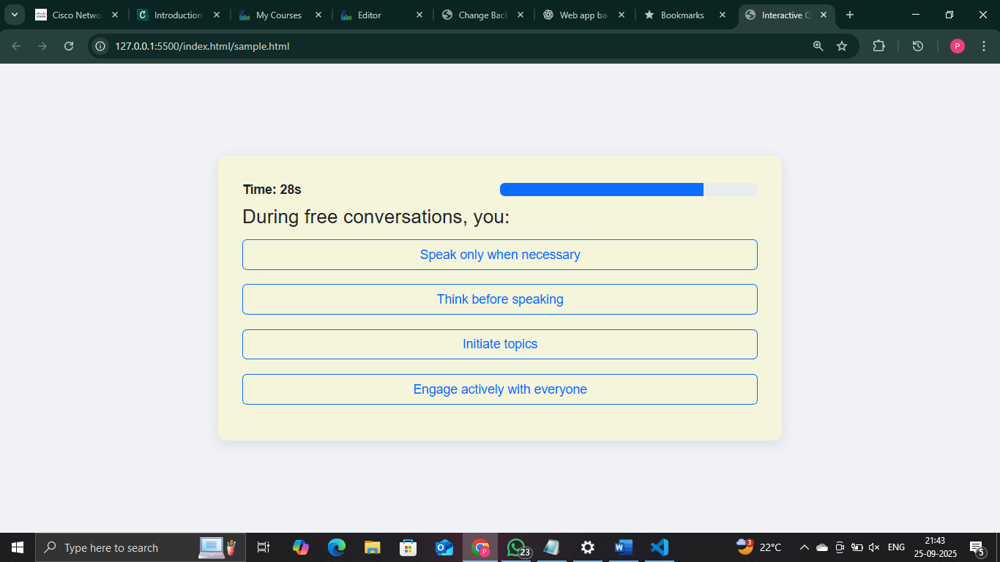 Cisco Netwo
Introduction
My Courses
Editor
Change Back
Web app ba
Bookmarks
Interactive Q
127.0.0.1:5500/index.html/sample.html
P
Time: 28s
During free conversations, you:
Speak only when necessary
Think before speaking
Initiate topics
Engage actively with everyone
Type here to search
P
23
3
22°C
ENG
21:43
25-09-2025
5